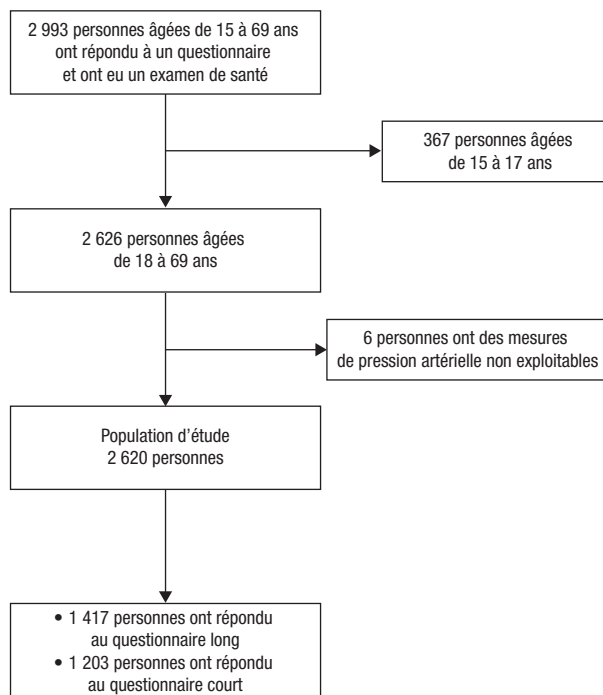 2 993 personnes âgées de 15 à 69 ans
ont répondu à un questionnaire
et ont eu un examen de santé
367 personnes âgées
de 15 à 17 ans
2 626 personnes âgées
de 18 à 69 ans
6 personnes ont des mesures
de pression artérielle non exploitables
Population d'étude
2 620 personnes
• 1 417 personnes ont répondu
au questionnaire long
• 1 203 personnes ont répondu
au questionnaire court